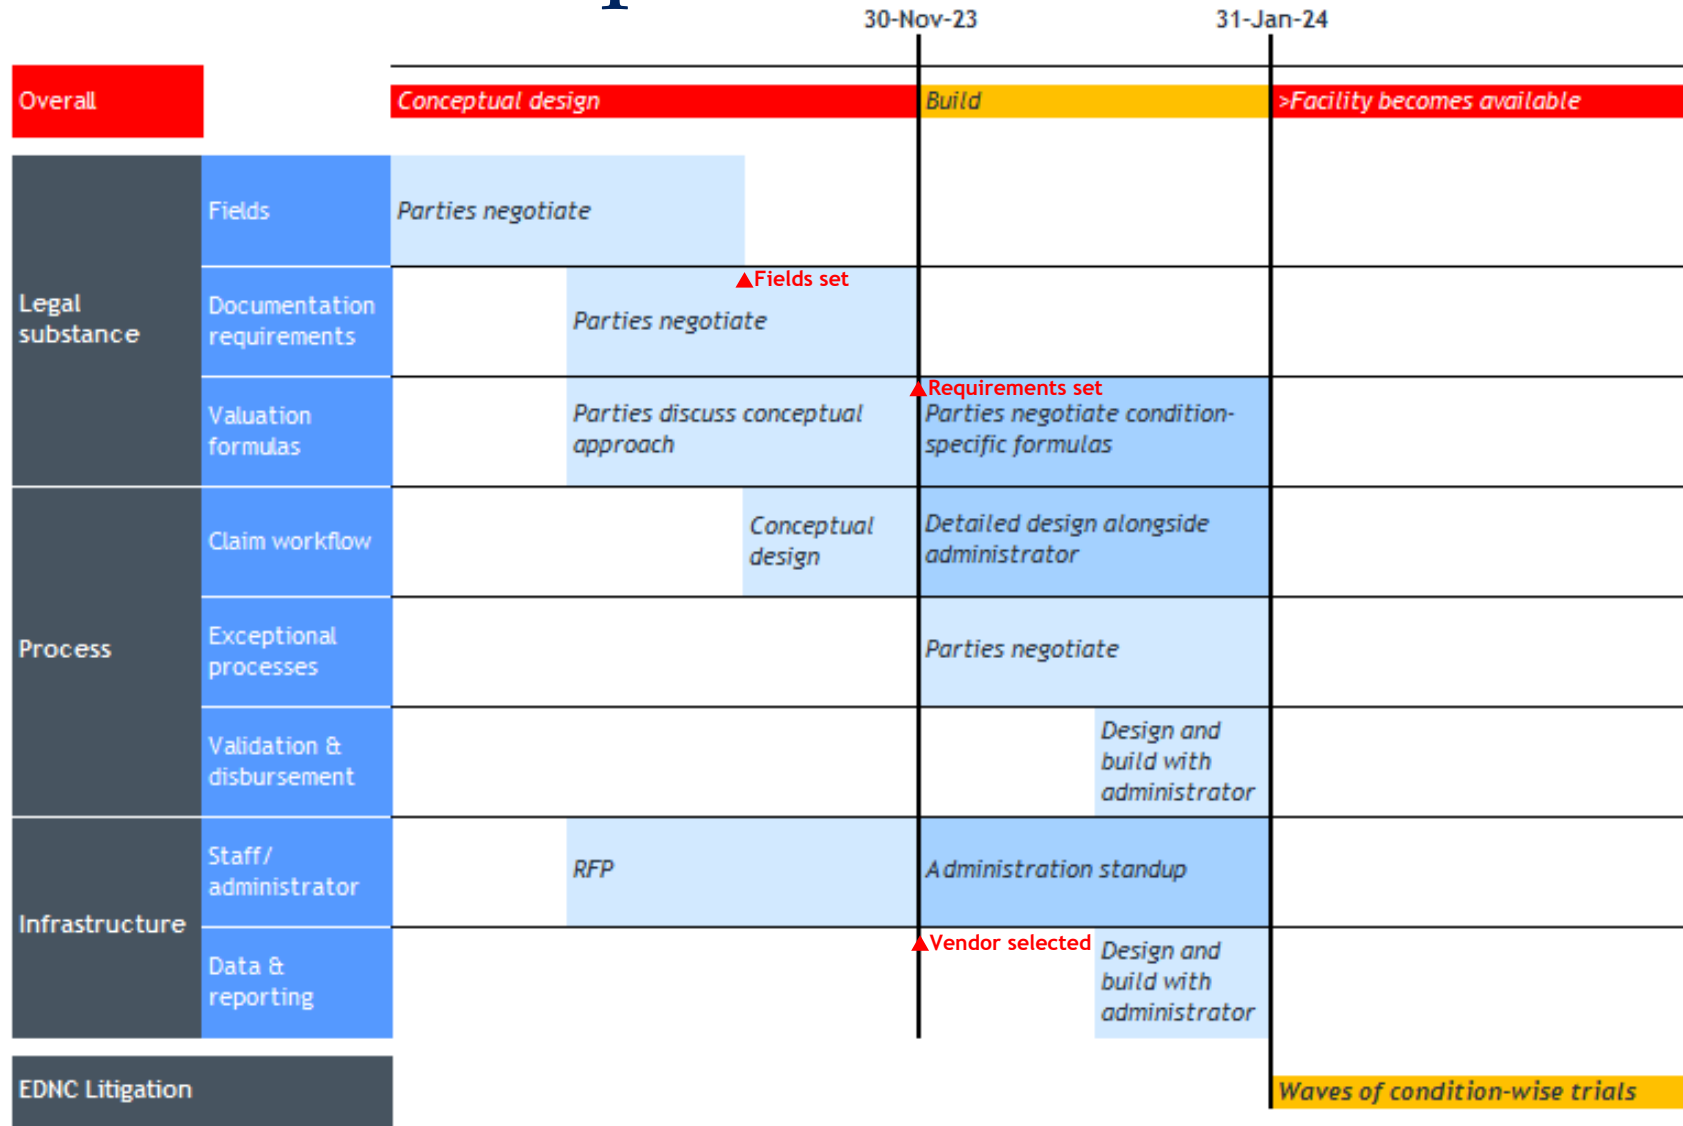 30-Nov-23
31-Jan-24
Overall
Conceptual design
Build
>Facility becomes available
Legal
substance
Fields
Parties negotiate
▲Fields set
Documentation
requirements
Parties negotiate
▲Requirements set
Valuation
formulas
Parties discuss conceptual
approach
Parties negotiate condition-
specific formulas
Process
Claim workflow
Conceptual
design
Detailed design alongside
administrator
Exceptional
processes
Parties negotiate
Validation &
disbursement
Design and
build with
administrator
Infrastructure
Staff/
administrator
RFP
Administration standup
▲Vendor selected
Data &
reporting
Design and
build with
administrator
EDNC Litigation
Waves of condition-wise trials